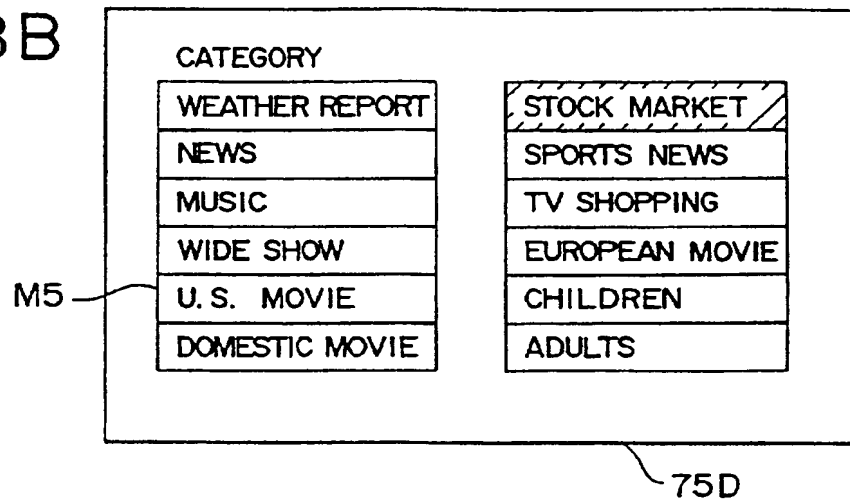 BB
CATEGORY
WEATHER REPORT
NEWS
MUSIC
WIDE SHOW
U.S. MOVIE
DOMESTIC MOVIE
STOCK MARKET
SPORTS NEWS
TV SHOPPING
EUROPEAN MOVIE
CHILDREN
ADULTS
M5
75D